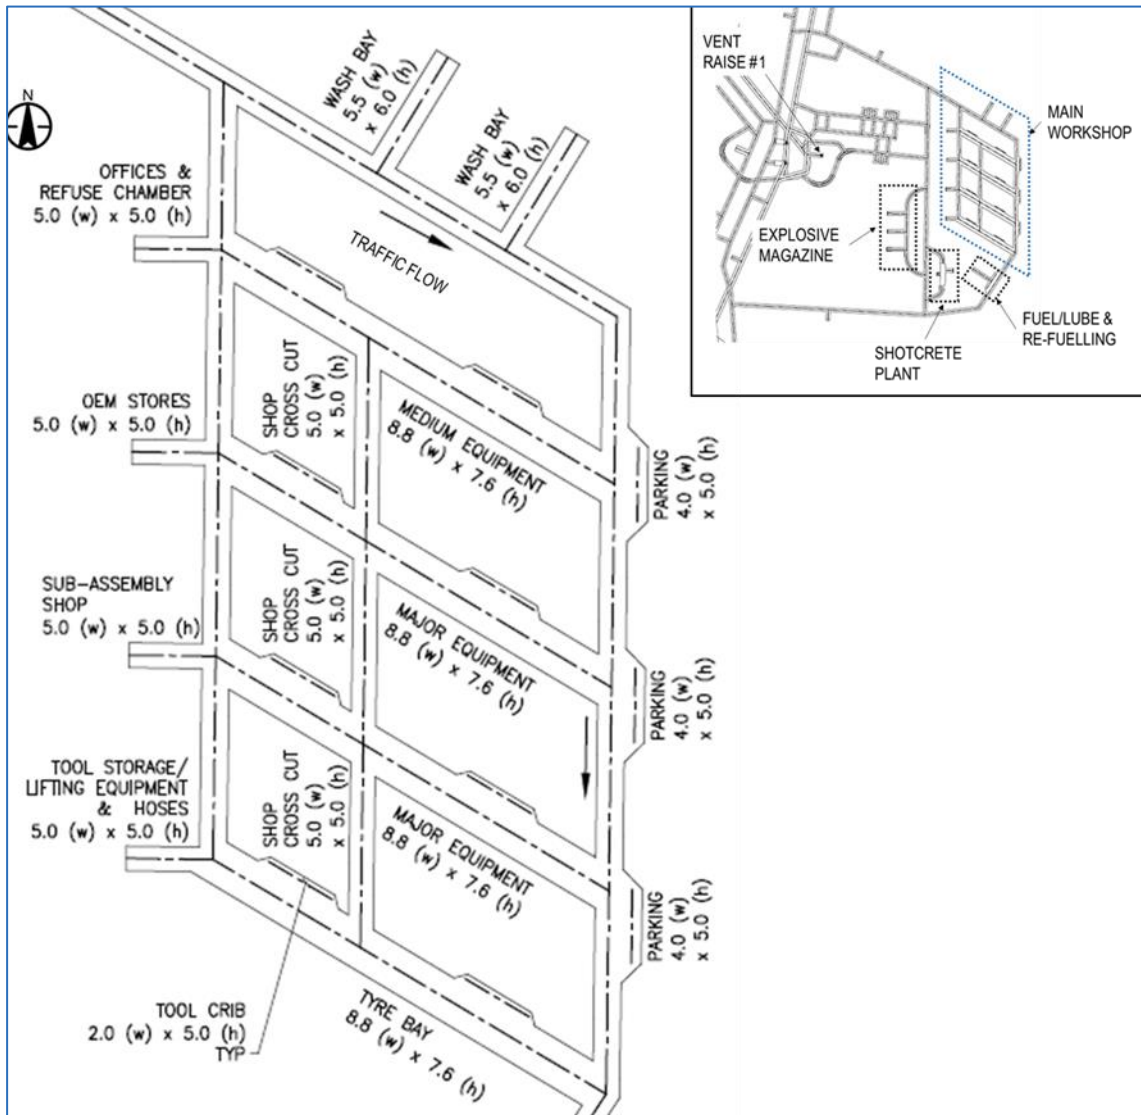 WASH BAY
5.5 (w)
x 6.0 (h)
WASH BAY
5.5 (w)
x 6.0 (h)
N
OFFICES &
REFUSE CHAMBER
5.0 (w) x 5.0 (h)
TRAFFIC FLOW
SHOP
CROSS CUT
5.0 (w)
x 5.0 (h)
OEM STORES
5.0 (w) x 5.0 (h)
MEDIUM EQUIPMENT
8.8 (w) x 7.6 (h)
PARKING
4.0 (w)
x 5.0 (h)
SHOP
CROSS CUT
5.0 (w)
x 5.0 (h)
SUB-ASSEMBLY
SHOP
5.0 (w) x 5.0 (h)
MAJOR EQUIPMENT
8.8 (w) x 7.6 (h)
PARKING
4.0 (w)
x 5.0 (h)
SHOP
CROSS CUT
5.0 (w)
x 5.0 (h)
TOOL STORAGE/
LIFTING EQUIPMENT
& HOSES
5.0 (w) x 5.0 (h)
MAJOR EQUIPMENT
8.8 (w) x 7.6 (h)
PARKING
4.0 (w)
x 5.0 (h)
TOOL CRIB
2.0 (w) x 5.0 (h)
TYP
TYRE BAY
8.8 (w) x 7.6 (h)
VENT
RAISE #1
MAIN
WORKSHOP
EXPLOSIVE
MAGAZINE
FUEL/LUBE &
RE-FUELLING
SHOTCRETE
PLANT